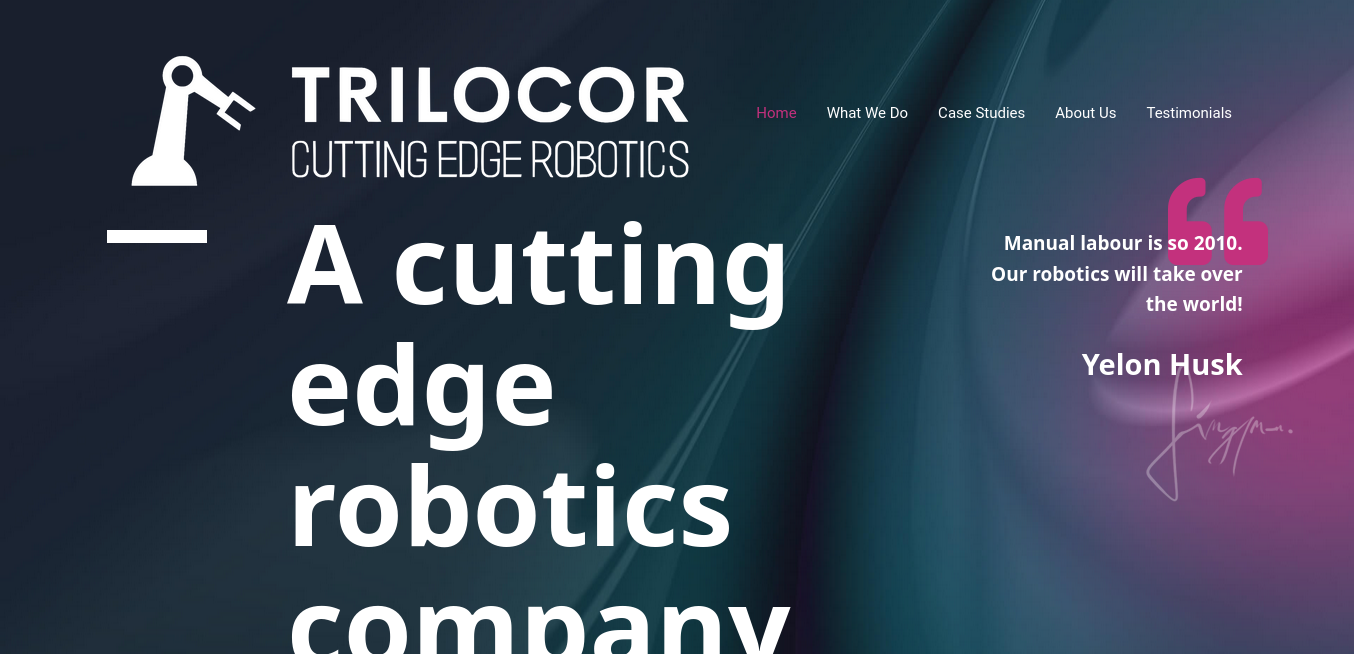 TRILOCOR
CUTTING EDGE ROBOTICS
Home What We Do Case Studies About Us Testimonials
A cutting
edge
robotics
company
Manual labour is so 2010.
Our robotics will take over
the world!
Yelon Husk